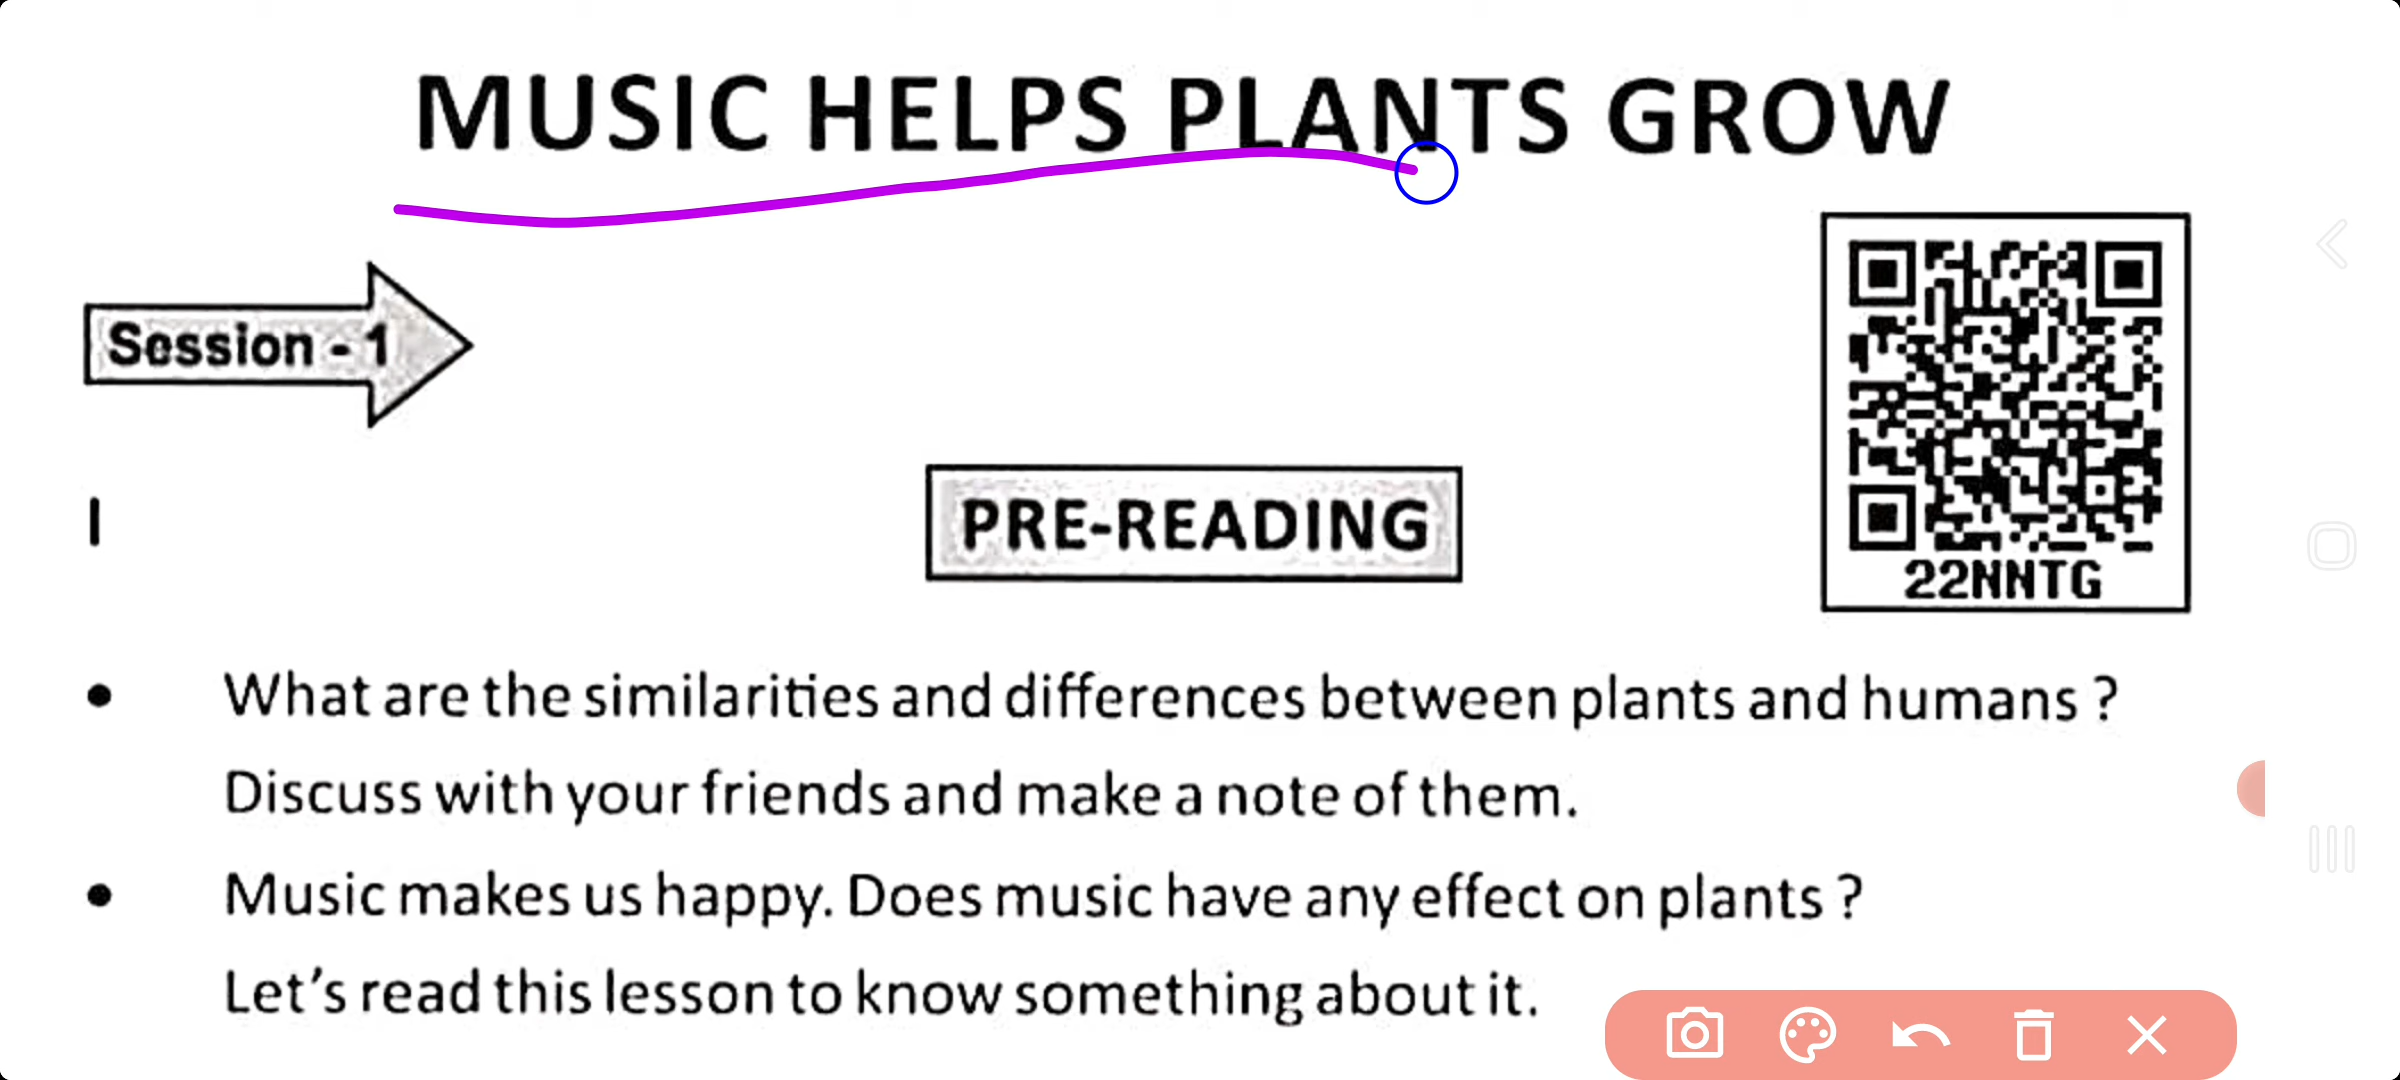 MUSIC HELPS PLANTS GROW
Session - 1
I
PRE-READING
22NNTG
• What are the similarities and differences between plants and humans ?
Discuss with your friends and make a note of them.
• Music makes us happy. Does music have any effect on plants ?
Let's read this lesson to know something about it.